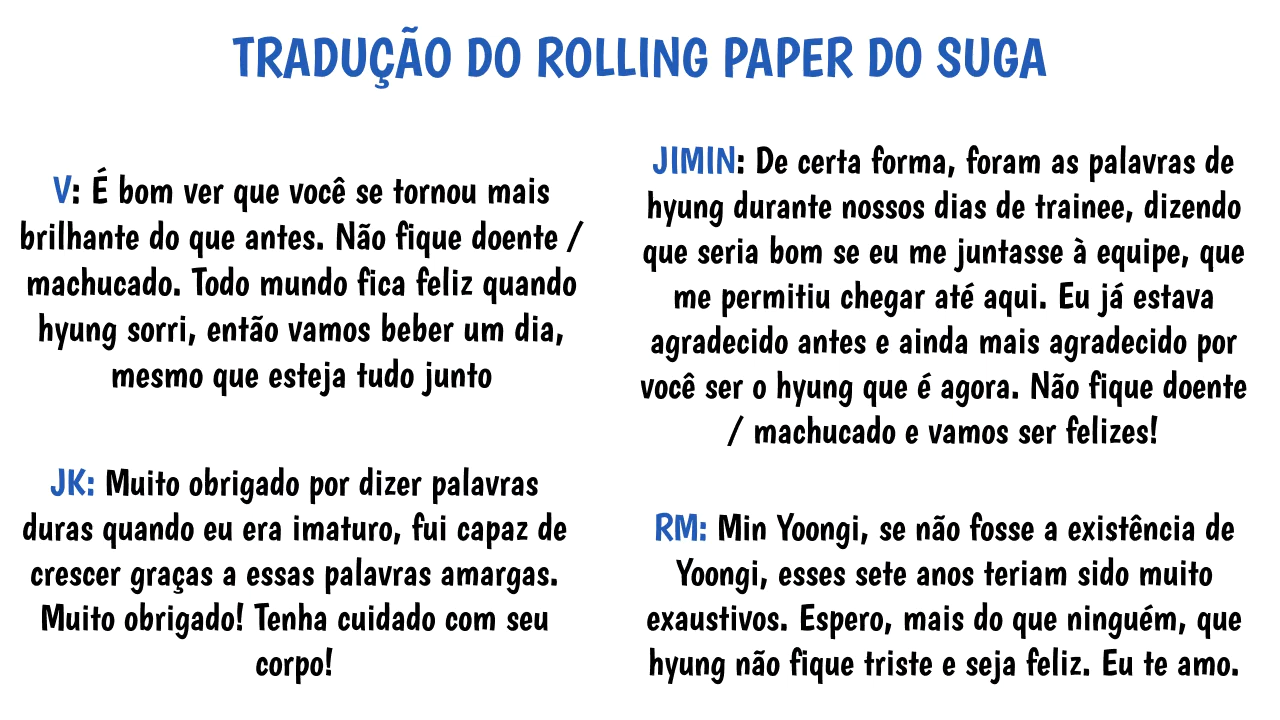 TRADUÇÃO DO ROLLING PAPER DO SUGA
V: É bom ver que você se tornou mais
brilhante do que antes. Não fique doente /
machucado. Todo mundo fica feliz quando
hyung sorri, então vamos beber um dia,
mesmo que esteja tudo junto
JK: Muito obrigado por dizer palavras
duras quando eu era imaturo, fui capaz de
crescer graças a essas palavras amargas.
Muito obrigado! Tenha cuidado com seu
corpo!
JIMIN: De certa forma, foram as palavras de
hyung durante nossos dias de trainee, dizendo
que seria bom se eu me juntasse à equipe, que
me permitiu chegar até aqui. Eu já estava
agradecido antes e ainda mais agradecido por
você ser o hyung que é agora. Não fique doente
/ machucado e vamos ser felizes!
RM: Min Yoongi, se não fosse a existência de
Yoongi, esses sete anos teriam sido muito
exaustivos. Espero, mais do que ninguém, que
hyung não fique triste e seja feliz. Eu te amo.